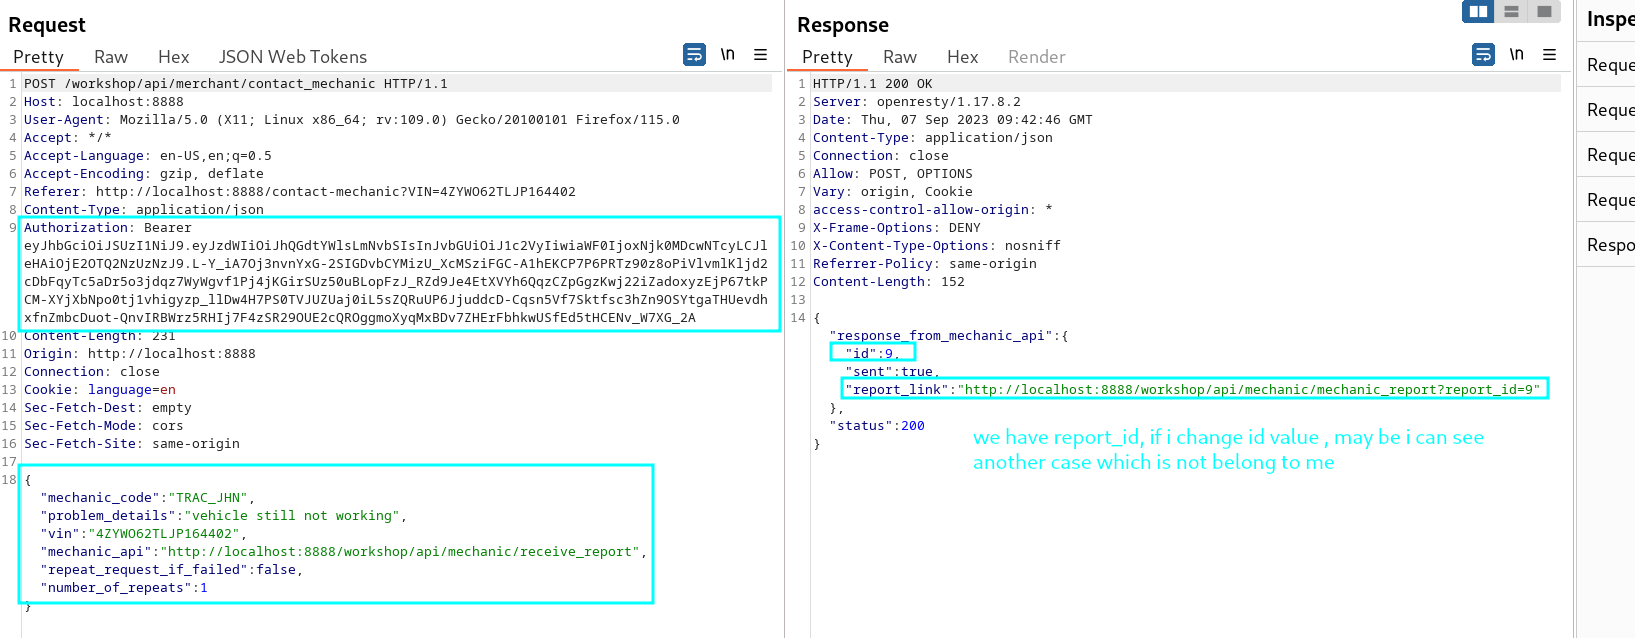 Request
Pretty Raw Hex JSON Web Tokens \n
1 POST /workshop/api/merchant/contact_mechanic HTTP/1.1
2 Host: localhost:8888
3 User-Agent: Mozilla/5.0 (X11; Linux x86_64; rv:109.0) Gecko/20100101 Firefox/115.0
4 Accept: */*
5 Accept-Language: en-US,en;q=0.5
6 Accept-Encoding: gzip, deflate
7 Referer: http://localhost:8888/contact-mechanic?VIN=4ZYWO62TLJP164402
8 Content-Type: application/json
9 Authorization: Bearer
eyJhbGciOiJSUzI1NiJ9.eyJzdWIiOiJhQGdtYWlsLmNvbSIsInJvbGUiOiJ1c2VyIiwiaWF0IjoxNjk0MDcwNTcyLCJl
eHAiOjE2OTQ2NzUzNzJ9.L-Y_iA7Oj3nvnYxG-2SIGDvbCYMizU_XcMSziFGC-A1hEKCP7P6PRTz90z8oPiVlvmlKljd2
cDbFqyTc5aDr5o3jdqz7WyWgvf1Pj4jKGirSUz50uBLopFzJ_RZd9Je4EtXVYh6QqzCZpGgzKwj22iZadoxyzEjP67tkP
CM-XYjXbNpo0tj1vhigyzp_llDw4H7PS0TVJUZUaj0iL5sZQRuUP6JjuddcD-Cqsn5Vf7Sktfsc3hZn9OSYtgaTHUevdh
xfnZmbcDuot-QnvIRBWrz5RHIj7F4zSR29OUE2cQROggmoXyqMxBDv7ZHErFbhkwUSfEd5tHCENv_W7XG_2A
10 Content-Length: 231
11 Origin: http://localhost:8888
12 Connection: close
13 Cookie: language=en
14 Sec-Fetch-Dest: empty
15 Sec-Fetch-Mode: cors
16 Sec-Fetch-Site: same-origin
17
18 {
"mechanic_code":"TRAC_JHN",
"problem_details":"vehicle still not working",
"vin":"4ZYWO62TLJP164402",
"mechanic_api":"http://localhost:8888/workshop/api/mechanic/receive_report",
"repeat_request_if_failed":false,
"number_of_repeats":1
}
Response
Pretty Raw Hex Render \n
1 HTTP/1.1 200 OK
2 Server: openresty/1.17.8.2
3 Date: Thu, 07 Sep 2023 09:42:46 GMT
4 Content-Type: application/json
5 Connection: close
6 Allow: POST, OPTIONS
7 Vary: origin, Cookie
8 access-control-allow-origin: *
9 X-Frame-Options: DENY
10 X-Content-Type-Options: nosniff
11 Referrer-Policy: same-origin
12 Content-Length: 152
13
14 {
"response_from_mechanic_api":{
"id":9,
"sent":true,
"report_link":"http://localhost:8888/workshop/api/mechanic/mechanic_report?report_id=9"
},
"status":200
}
we have report_id, if i change id value , may be i can see
another case which is not belong to me
Inspe
Reque
Reque
Reque
Reque
Respo